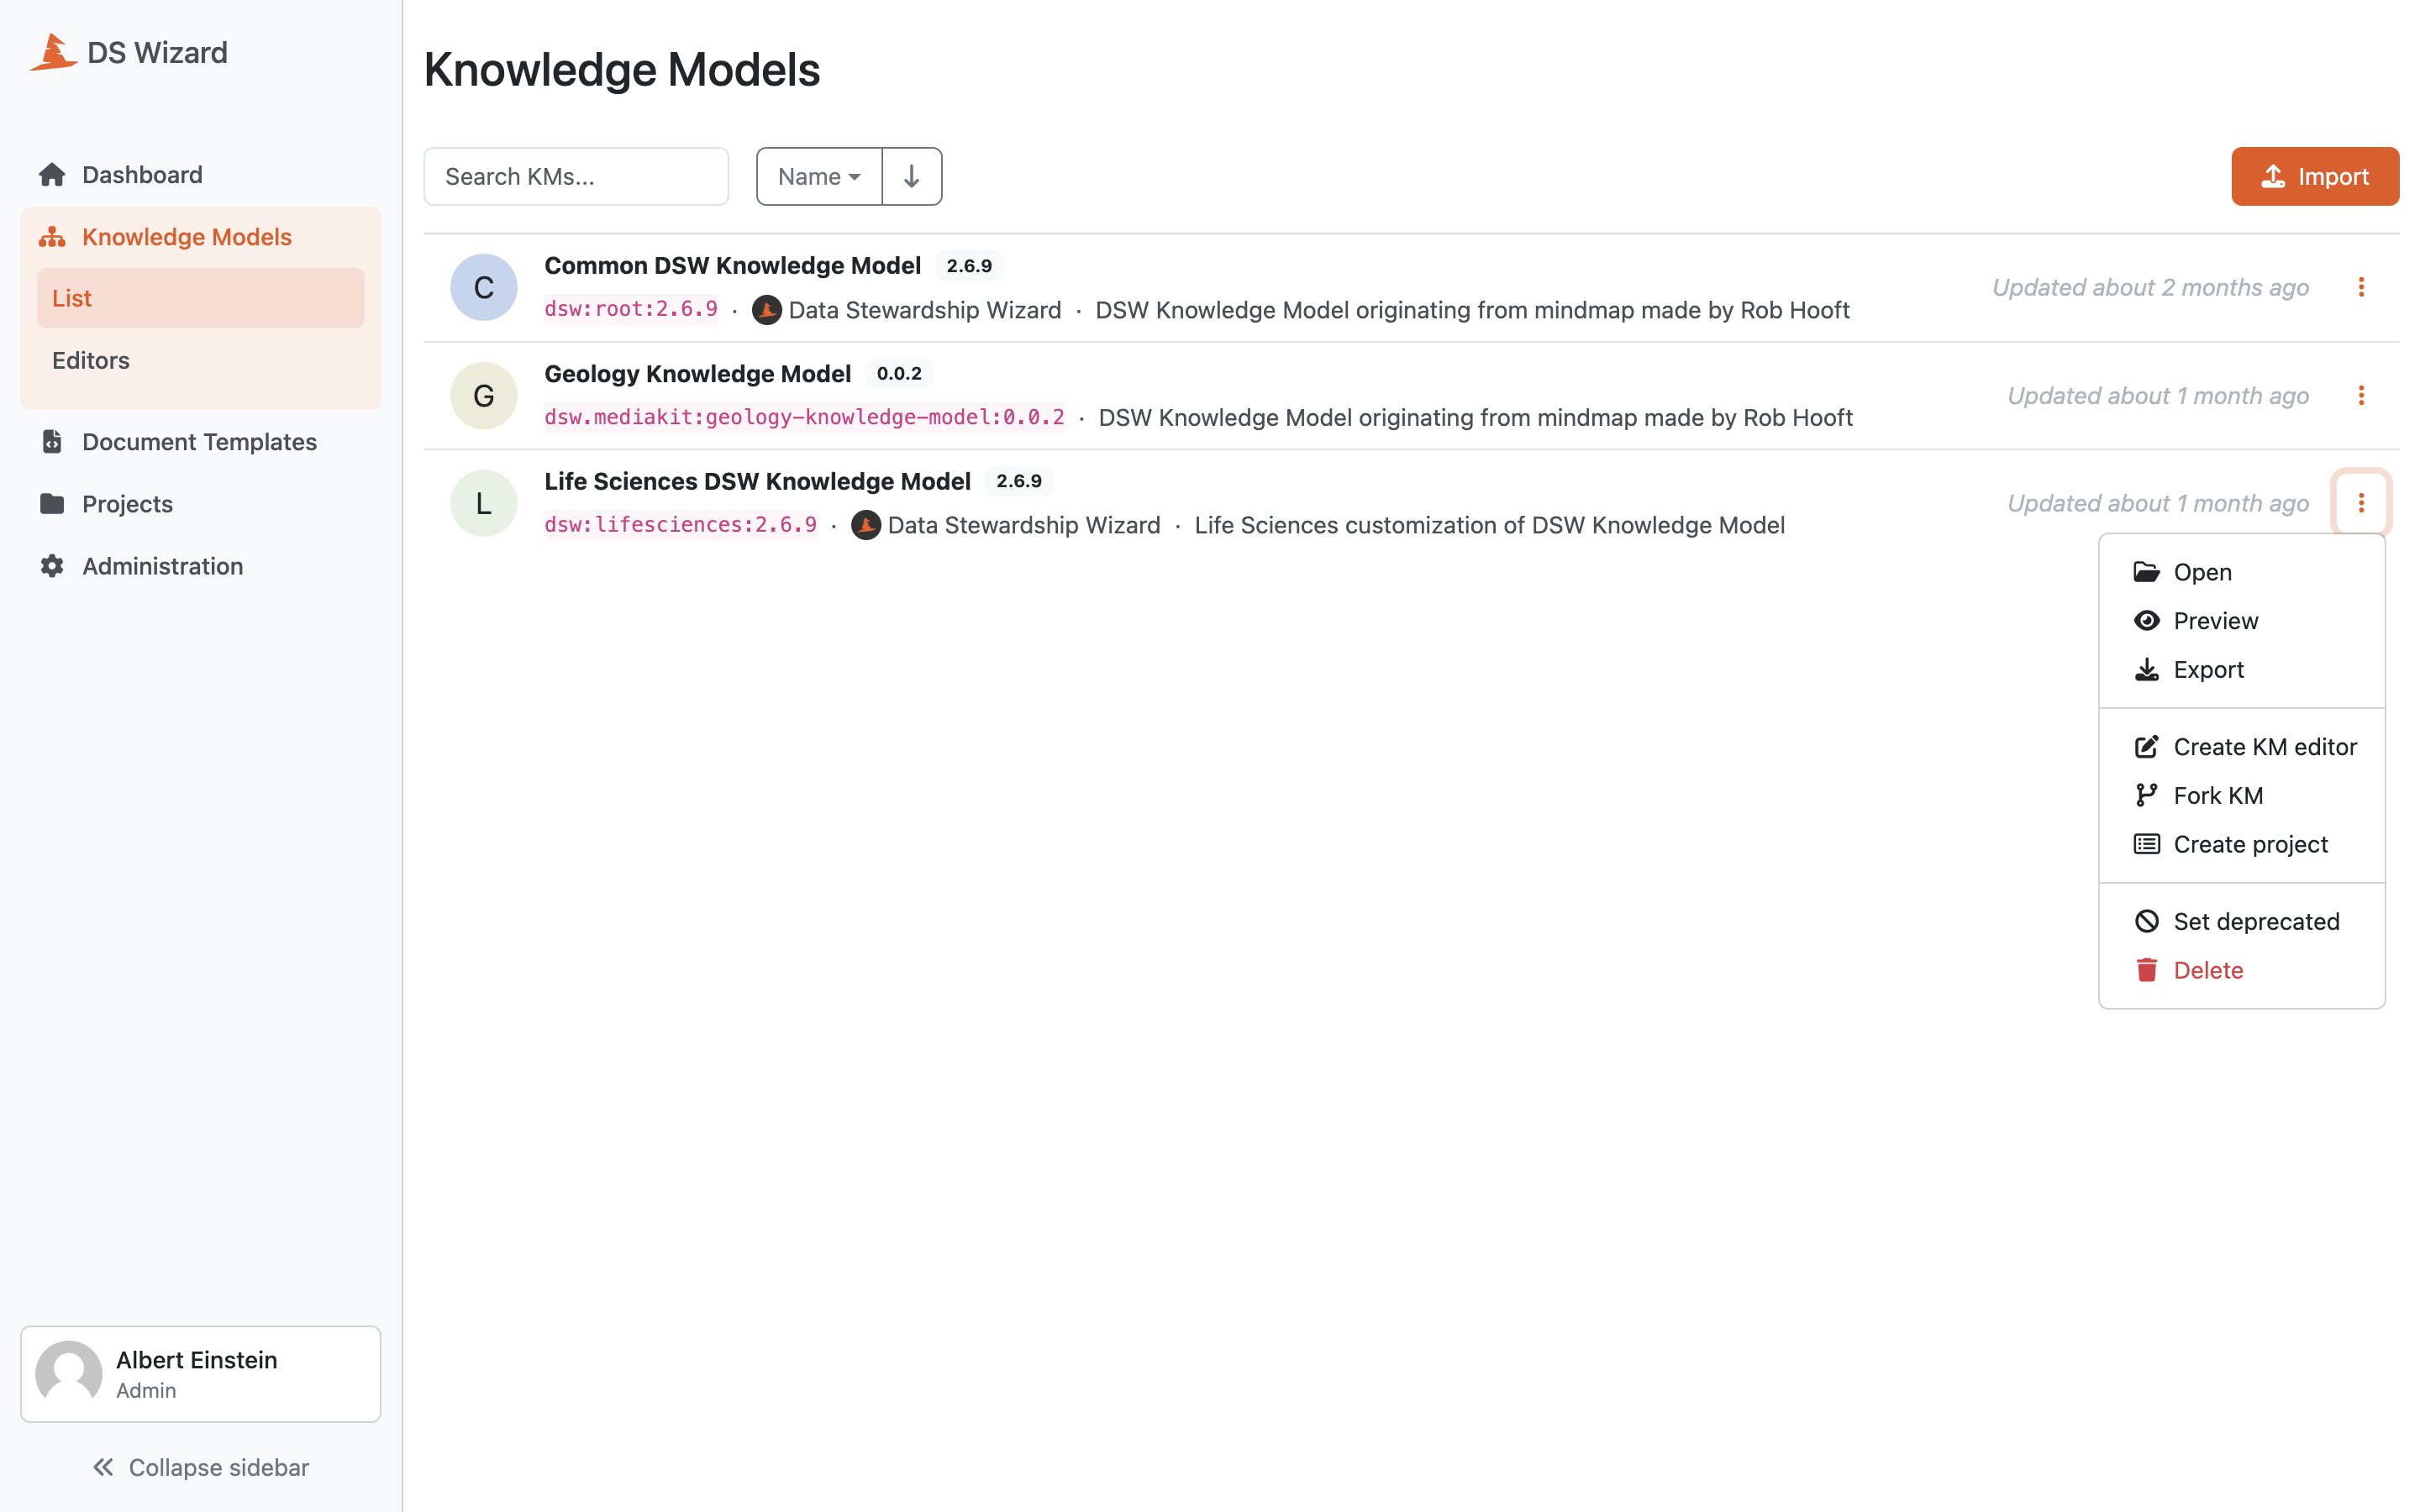 DS Wizard
Dashboard
Knowledge Models
List
Editors
Document Templates
Projects
Administration
Albert Einstein
Admin
Collapse sidebar
Knowledge Models
Search KMs...
Name
Import
C
Common DSW Knowledge Model 2.6.9
dsw:root:2.6.9 · Data Stewardship Wizard · DSW Knowledge Model originating from mindmap made by Rob Hooft
Updated about 2 months ago
G
Geology Knowledge Model 0.0.2
dsw.mediakit:geology-knowledge-model:0.0.2 · DSW Knowledge Model originating from mindmap made by Rob Hooft
Updated about 1 month ago
L
Life Sciences DSW Knowledge Model 2.6.9
dsw:lifesciences:2.6.9 · Data Stewardship Wizard · Life Sciences customization of DSW Knowledge Model
Updated about 1 month ago
Open
Preview
Export
Create KM editor
Fork KM
Create project
Set deprecated
Delete